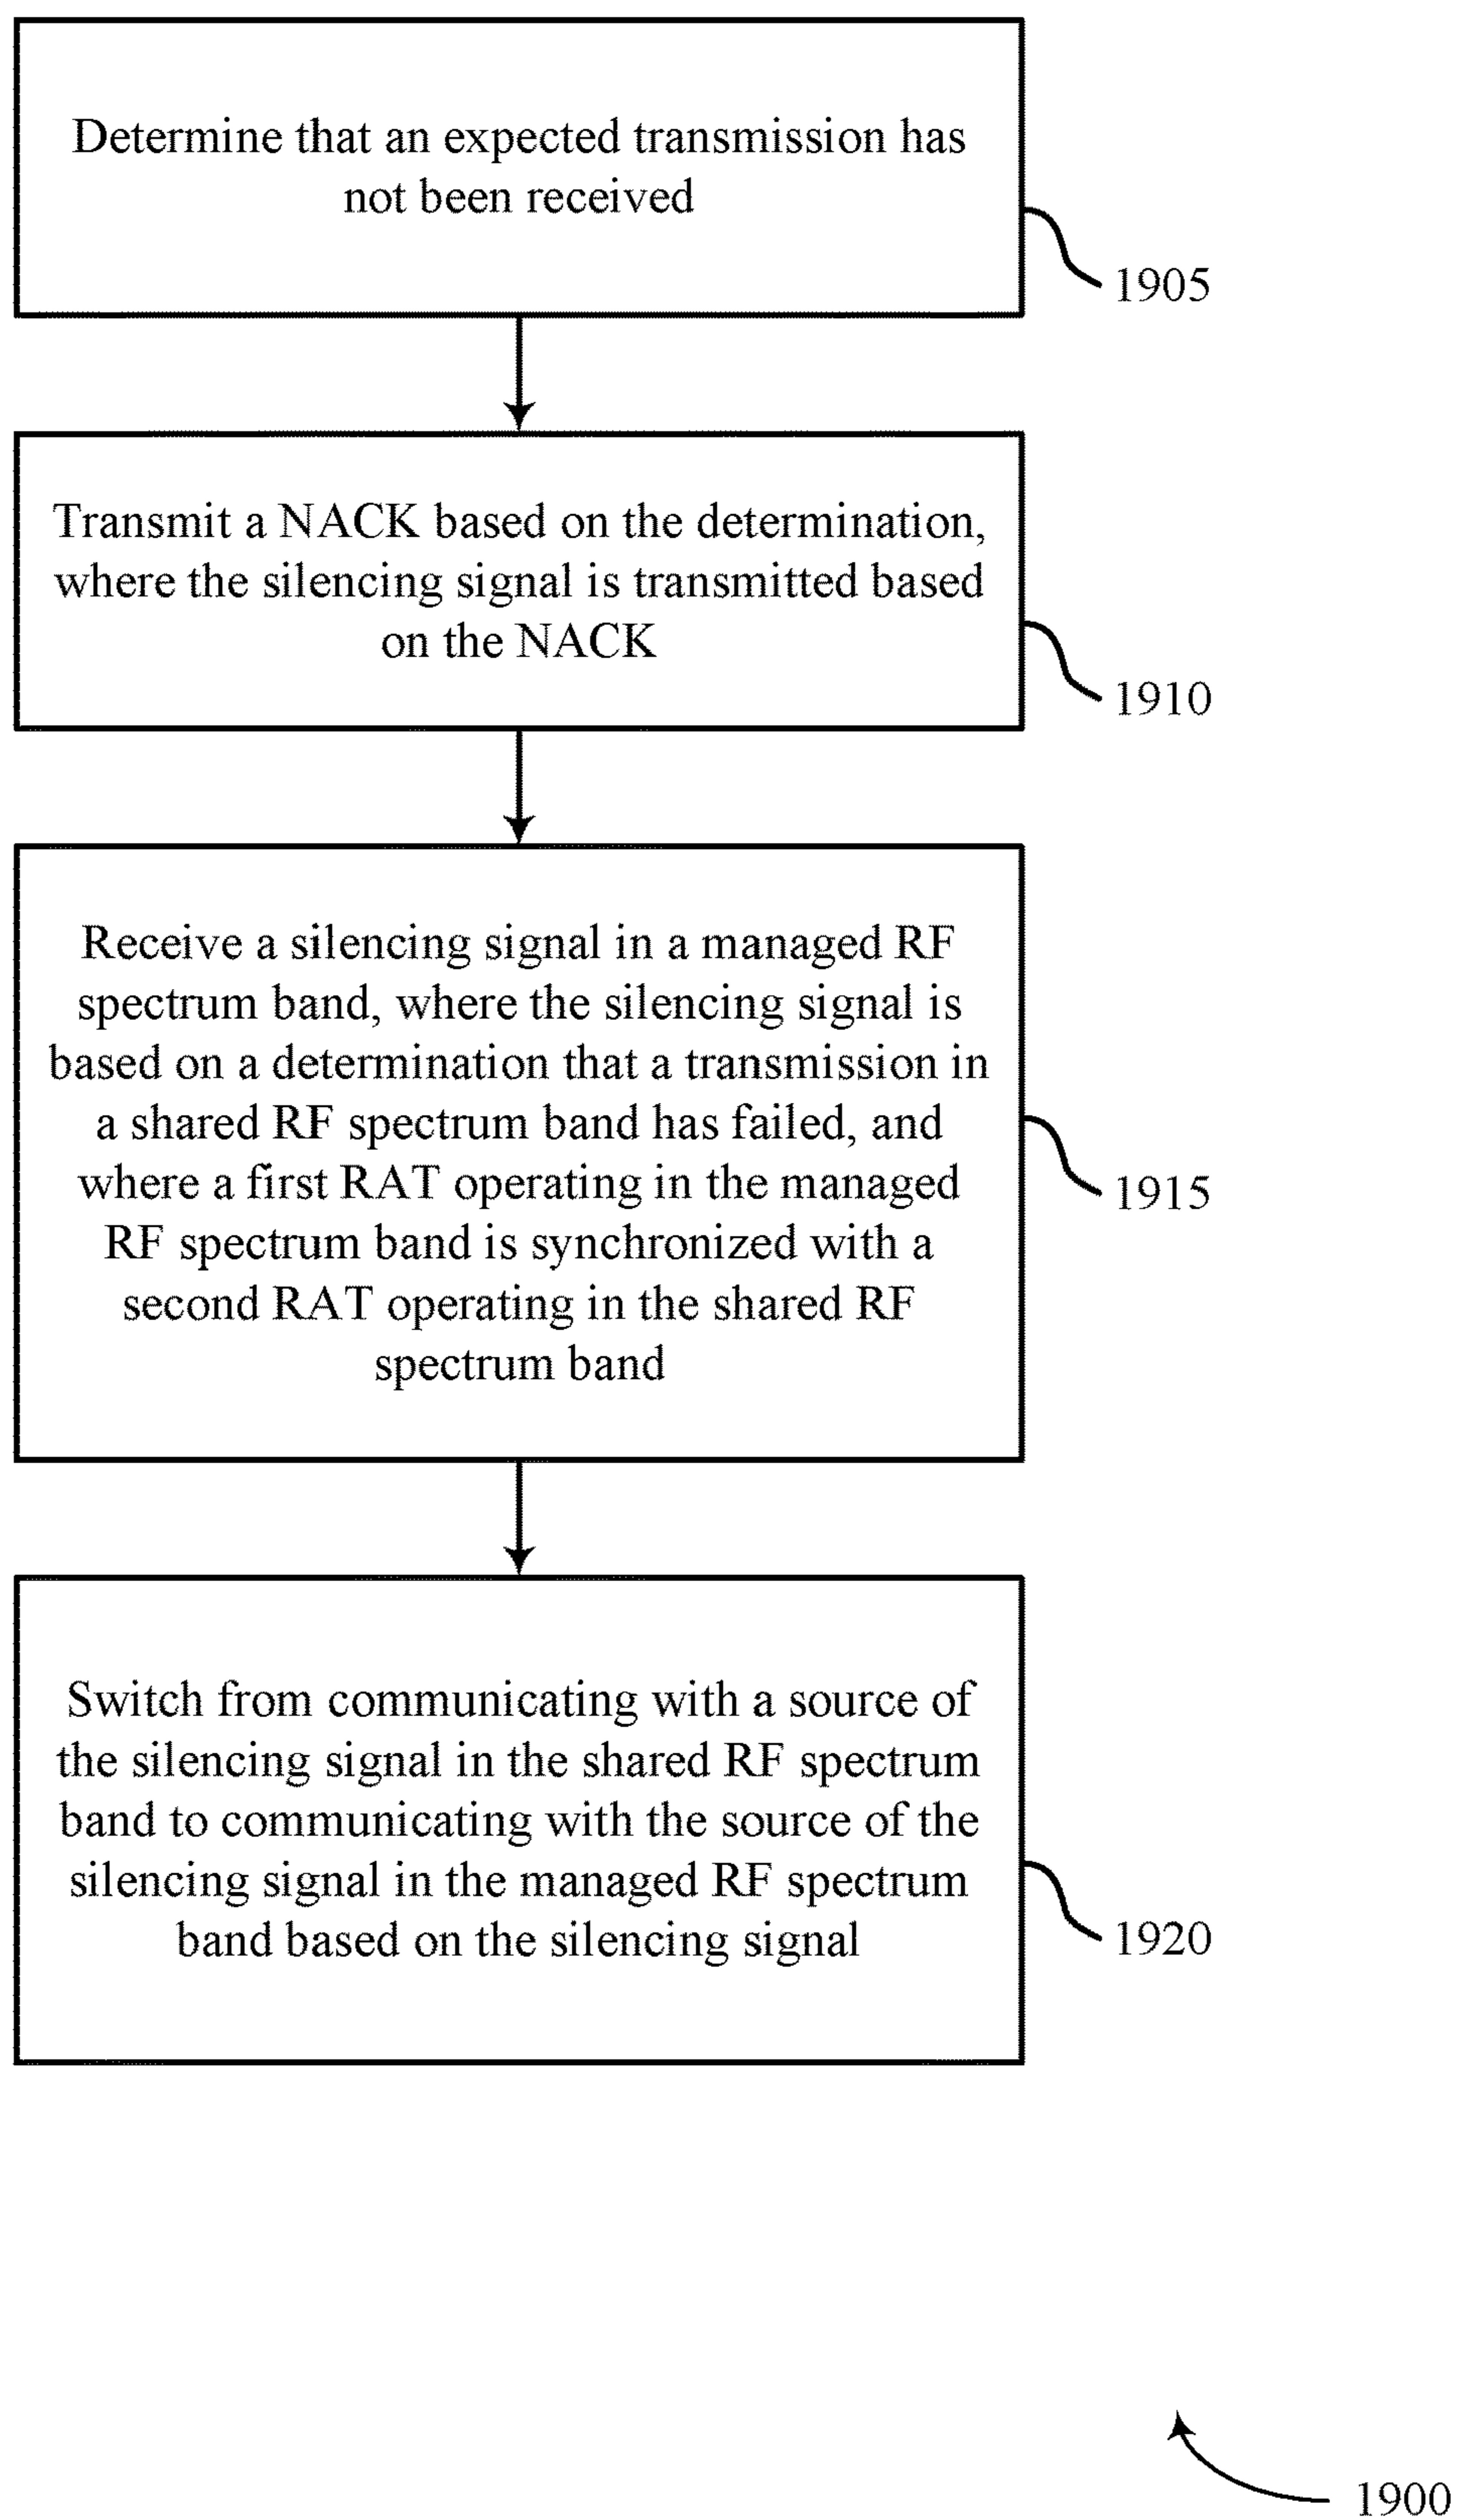 Determine that an expected transmission has
not been received
1905
Transmit a NACK based on the determination,
where the silencing signal is transmitted based
on the NACK
1910
Receive a silencing signal in a managed RF
spectrum band, where the silencing signal is
based on a determination that a transmission in
a shared RF spectrum band has failed, and
where a first RAT operating in the managed
RF spectrum band is synchronized with a
second RAT operating in the shared RF
spectrum band
1915
Switch from communicating with a source of
the silencing signal in the shared RF spectrum
band to communicating with the source of the
silencing signal in the managed RF spectrum
band based on the silencing signal
1920
1900